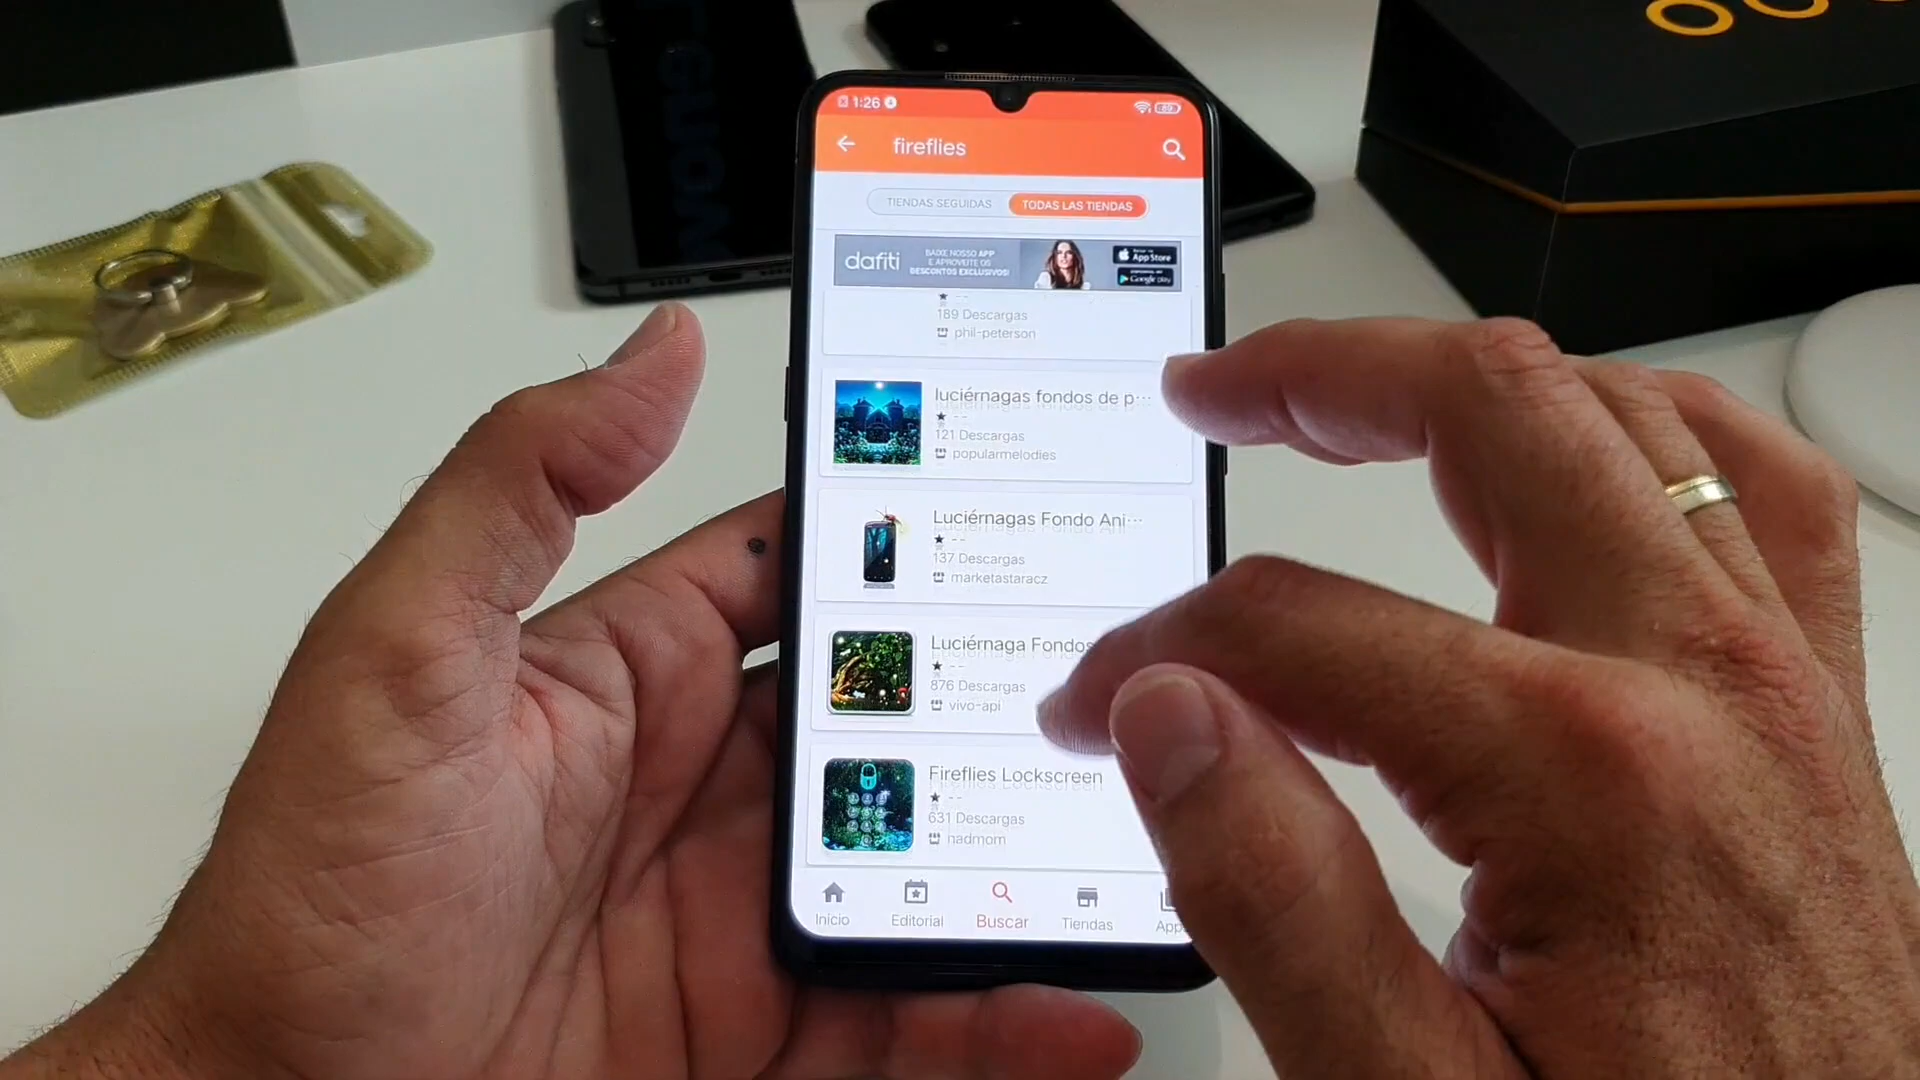 1:26
89
fireflies
TIENDAS SEGUIDAS
TODAS LAS TIENDAS
dafiti
BAIXE NOSSO APP
E APROVEITE OS
DESCONTOS EXCLUSIVOS!
App Store
Google play
189 Descargas
phil-peterson
luciérnagas fondos de p...
121 Descargas
popularmelodies
Luciérnagas Fondo Ani...
137 Descargas
marketastaracz
Luciérnaga Fondos
876 Descargas
vivo-api
Fireflies Lockscreen
631 Descargas
nadmom
Inicio
Editorial
Buscar
Tiendas
App